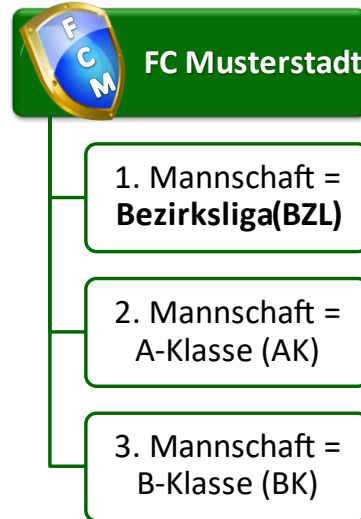 F
C
M
FC Musterstadt
1. Mannschaft =
Bezirksliga(BZL)
2. Mannschaft =
A-Klasse (AK)
3. Mannschaft =
B-Klasse (BK)